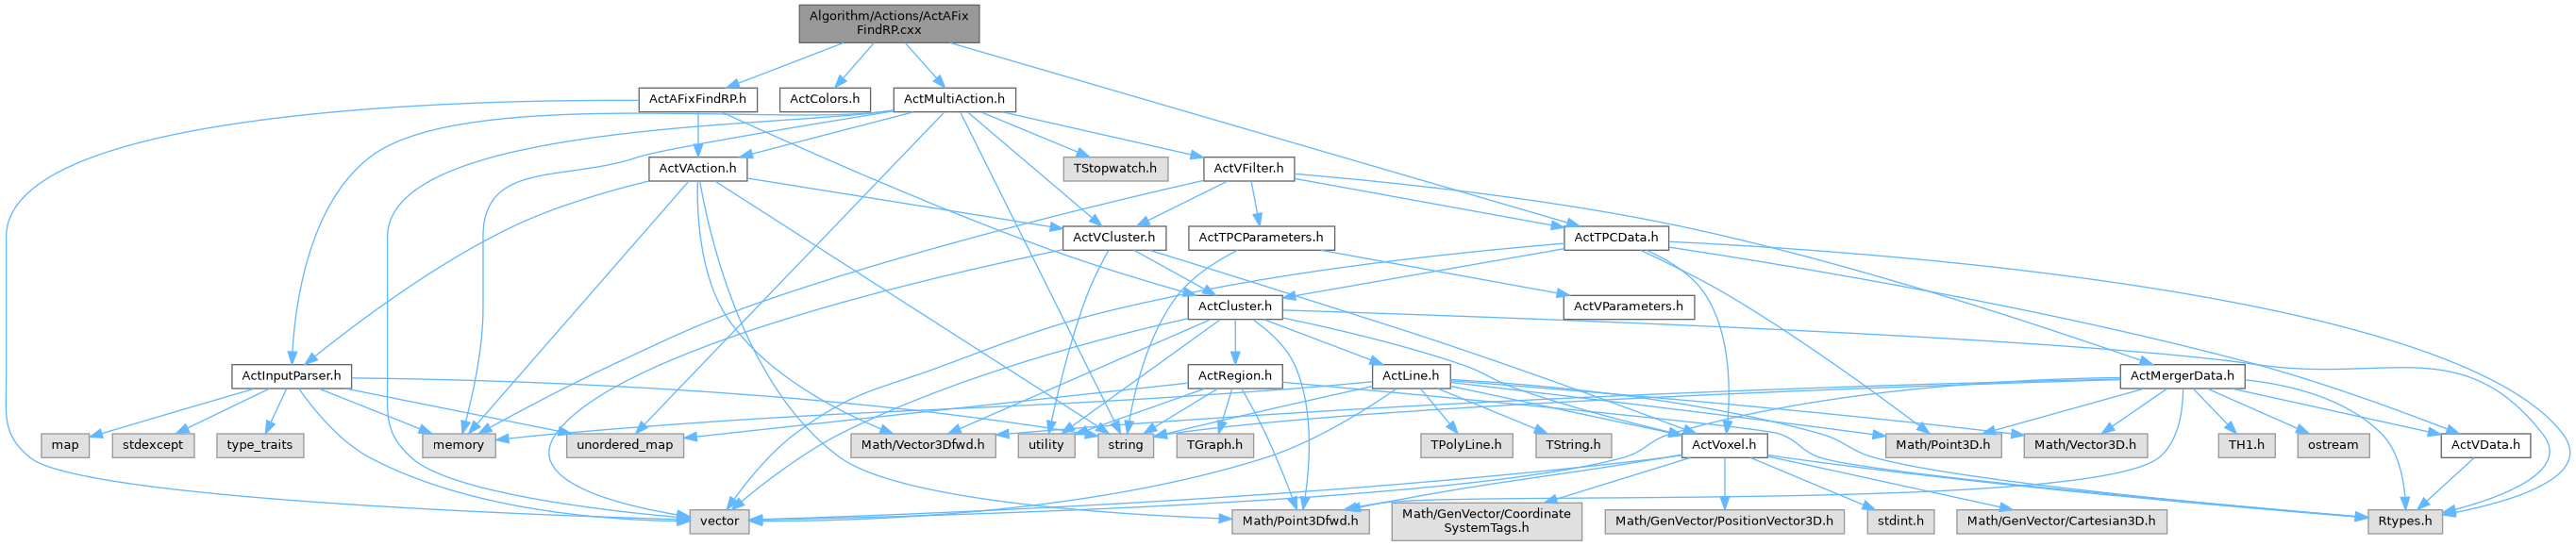 Algorithm/Actions/ActAFix
FindRP.cxx
ActAFixFindRP.h
ActColors.h
ActMultiAction.h
ActVAction.h
TStopwatch.h
ActVFilter.h
ActVCluster.h
ActTPCParameters.h
ActTPCData.h
ActCluster.h
ActVParameters.h
ActInputParser.h
ActRegion.h
ActLine.h
ActMergerData.h
map
stdexcept
type_traits
memory
unordered_map
Math/Vector3Dfwd.h
utility
string
TGraph.h
TPolyLine.h
TString.h
ActVoxel.h
Math/Point3D.h
Math/Vector3D.h
TH1.h
ostream
ActVData.h
vector
Math/Point3Dfwd.h
Math/GenVector/Coordinate
SystemTags.h
Math/GenVector/PositionVector3D.h
stdint.h
Math/GenVector/Cartesian3D.h
Rtypes.h